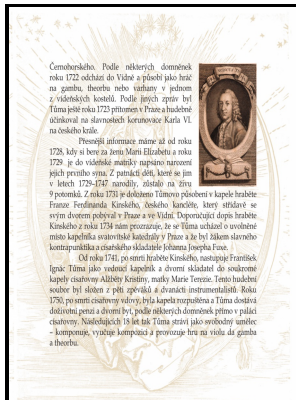 Černohorského. Podle některých domněnek
roku 1722 odchází do Vídně a působí jako hráč
na gambu, theorbu nebo varhany v jednom
z vídeňských kostelů. Podle jiných zpráv byl
Tůma ještě roku 1723 přítomen v Praze a hudebně
účinkoval na slavnostech korunovace Karla VI.
na českého krále.
Přesnější informace máme až od roku
1728, kdy si bere za ženu Marii Elizabetu a roku
1729 je do vídeňské matriky napsáno narození
jejich prvního syna. Z patnácti dětí, které se jim
v letech 1729–1747 narodily, zůstalo na živu
9 potomků. Z roku 1731 je doloženo Tůmovo působení v kapele hraběte
Franze Ferdinanda Kinského, českého kancléře, který střídavě se
svým dvorem pobýval v Praze a ve Vídni. Doporučující dopis hraběte
Kinského z roku 1734 nám prozrazuje, že se Tůma ucházel o uvolněné
místo kapelníka svatovítské katedrály v Praze a že byl žákem slavného
kontrapunktika a císařského skladatele Johanna Josepha Fuxe.
Od roku 1741, po smrti hraběte Kinského, nastupuje František
Ignác Tůma jako vedoucí kapelník a dvorní skladatel do soukromé
kapely císařovny Alžběty Kristiny, matky Marie Terezie. Tento hudební
soubor byl složen z pěti zpěváků a dvanácti instrumentalistů. Roku
1750, po smrti císařovny vdovy, byla kapela rozpuštěna a Tůma dostává
doživotní penzi a dvorní byt, podle některých domněnek přímo v paláci
císařovny. Následujících 18 let tak Tůma stráví jako svobodný umělec
– komponuje, vyučuje kompozici a provozuje hru na violu da gamba
a theorbu.